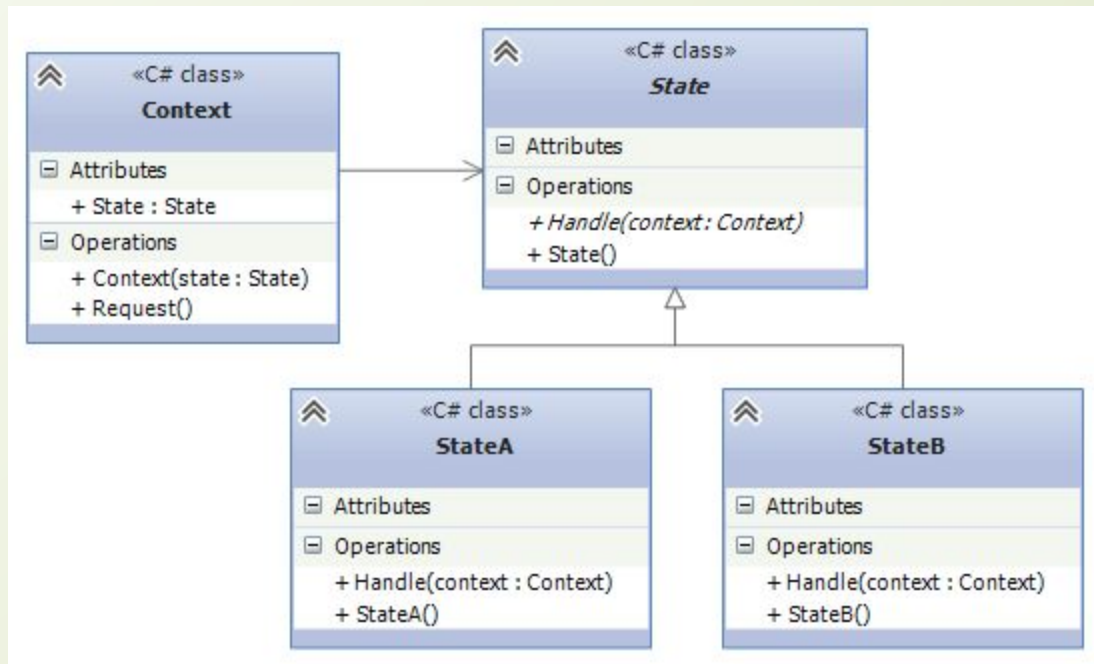 «C# class»
Context
Attributes
+ State : State
Operations
+ Context(state : State)
+ Request()
«C# class»
State
Attributes
Operations
+ Handle(context : Context)
+ State()
«C# class»
StateA
Attributes
Operations
+ Handle(context : Context)
+ StateA()
«C# class»
StateB
Attributes
Operations
+ Handle(context : Context)
+ StateB()